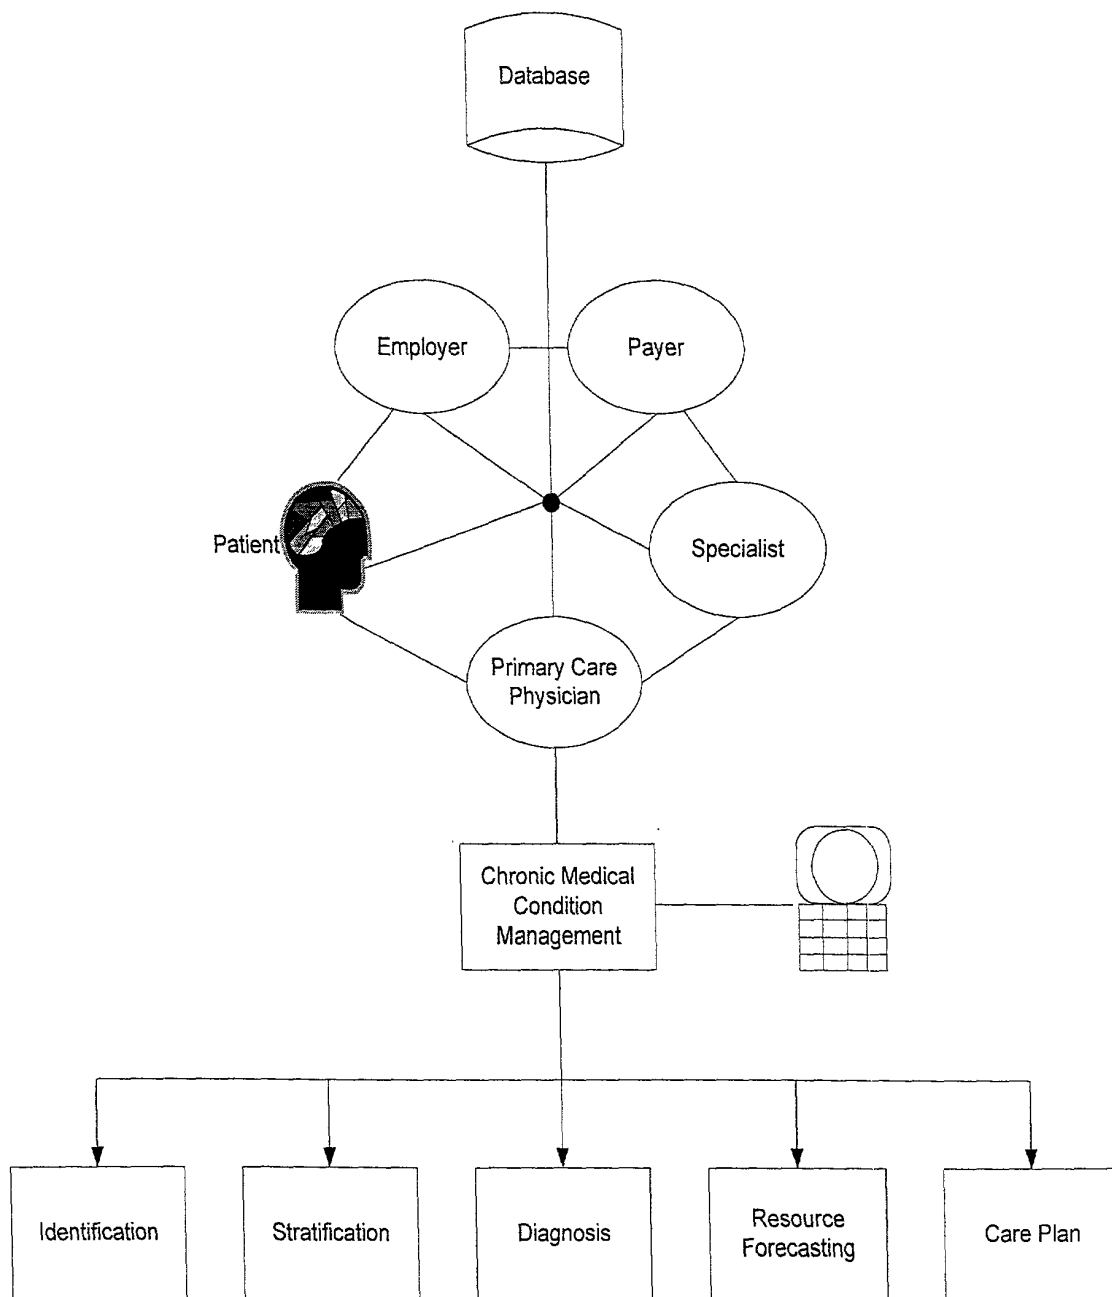 Database
Employer
Payer
Patient
Specialist
Primary Care
Physician
Chronic Medical
Condition
Management
Identification
Stratification
Diagnosis
Resource
Forecasting
Care Plan